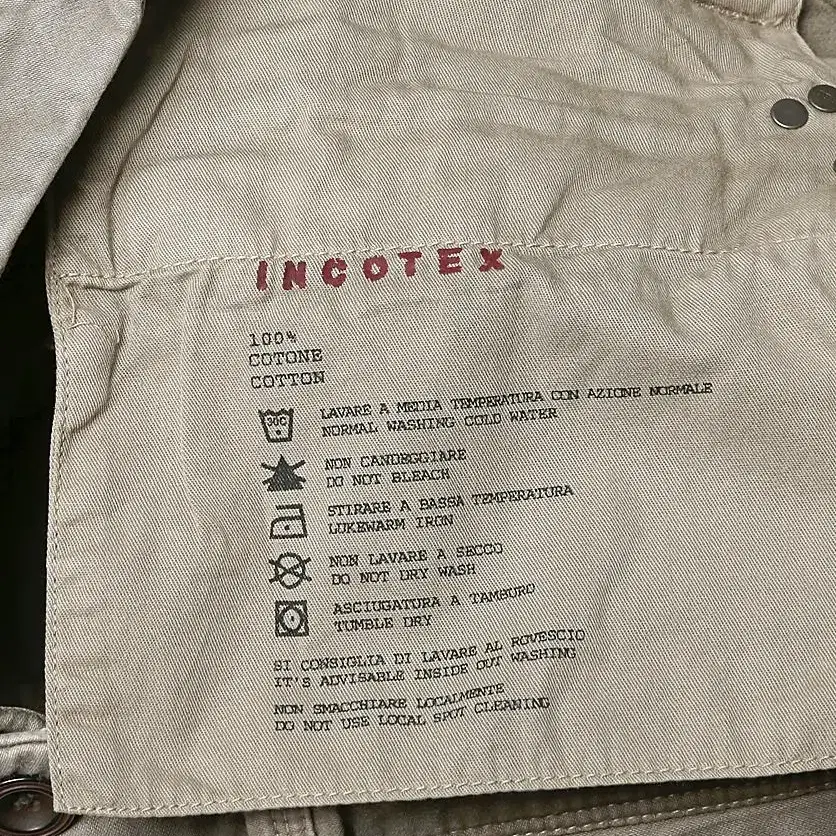 INCOTEX
100%
COTONE
COTTON
30C
LAVARE A MEDIA TEMPERATURA CON AZIONE NORMALE
NORMAL WASHING COLD WATER
NON CANDEGGIARE
DO NOT BLEACH
STIRARE A BASSA TEMPERATURA
LUKEWARM IRON
NON LAVARE A SECCO
DO NOT DRY WASH
ASCIUGATURA A TAMBURO
TUMBLE DRY
SI CONSIGLIA DI LAVARE AL ROVESCIO
IT'S ADVISABLE INSIDE OUT WASHING
NON SMACCHIARE LOCALMENTE
DO NOT USE LOCAL SPOT CLEANING